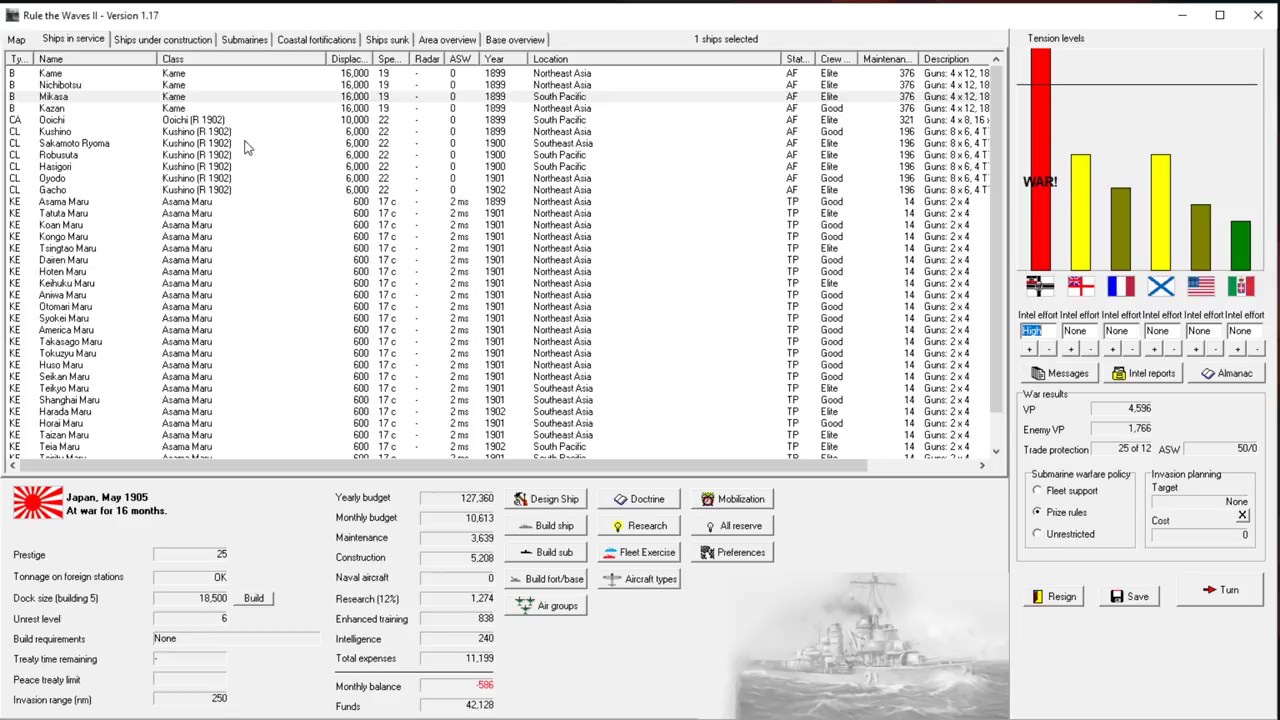 Rule the Waves II - Version 1.17
Map Ships in service Ships under construction Submarines Coastal fortifications Ships sunk Area overview Base overview 1 ships selected
Ty... Name Class Displac... Spe... Radar ASW Year Location Stat... Crew ... Maintenanc... Description
B Kame Kame 16,000 19 - 0 1899 Northeast Asia AF Elite 376 Guns: 4 x 12, 18
B Nichibotsu Kame 16,000 19 - 0 1899 Northeast Asia AF Elite 376 Guns: 4 x 12, 18
B Mikasa Kame 16,000 19 - 0 1899 South Pacific AF Elite 376 Guns: 4 x 12, 18
B Kazan Kame 16,000 19 - 0 1899 Northeast Asia AF Good 376 Guns: 4 x 12, 18
CA Ooichi Ooichi (R 1902) 10,000 22 - 0 1899 South Pacific AF Elite 321 Guns: 4 x 8, 16 x
CL Kushino Kushino (R 1902) 6,000 22 - 0 1899 Northeast Asia AF Good 196 Guns: 8 x 6, 4 T
CL Sakamoto Ryoma Kushino (R 1902) 6,000 22 - 0 1900 Southeast Asia AF Elite 196 Guns: 8 x 6, 4 T
CL Robusuta Kushino (R 1902) 6,000 22 - 0 1901 South Pacific AF Elite 196 Guns: 8 x 6, 4 T
CL Hasigori Kushino (R 1902) 6,000 22 - 0 1901 South Pacific AF Elite 196 Guns: 8 x 6, 4 T
CL Oyodo Kushino (R 1902) 6,000 22 - 0 1901 Northeast Asia AF Good 196 Guns: 8 x 6, 4 T
CL Gacho Kushino (R 1902) 6,000 22 - 0 1902 Northeast Asia AF Elite 196 Guns: 8 x 6, 4 T
KE Asama Maru Asama Maru 600 17 c - 2 ms 1899 Northeast Asia TP Good 14 Guns: 2 x 4
KE Tatuta Maru Asama Maru 600 17 c - 2 ms 1901 Northeast Asia TP Elite 14 Guns: 2 x 4
KE Koan Maru Asama Maru 600 17 c - 2 ms 1901 Northeast Asia TP Good 14 Guns: 2 x 4
KE Kongo Maru Asama Maru 600 17 c - 2 ms 1901 Northeast Asia TP Good 14 Guns: 2 x 4
KE Tsingtao Maru Asama Maru 600 17 c - 2 ms 1901 Northeast Asia TP Elite 14 Guns: 2 x 4
KE Dairen Maru Asama Maru 600 17 c - 2 ms 1901 Northeast Asia TP Good 14 Guns: 2 x 4
KE Hoten Maru Asama Maru 600 17 c - 2 ms 1901 Northeast Asia TP Good 14 Guns: 2 x 4
KE Keihuku Maru Asama Maru 600 17 c - 2 ms 1901 Northeast Asia TP Elite 14 Guns: 2 x 4
KE Aniwa Maru Asama Maru 600 17 c - 2 ms 1901 Northeast Asia TP Good 14 Guns: 2 x 4
KE Otomari Maru Asama Maru 600 17 c - 2 ms 1901 Northeast Asia TP Good 14 Guns: 2 x 4
KE Syokei Maru Asama Maru 600 17 c - 2 ms 1901 Northeast Asia TP Good 14 Guns: 2 x 4
KE America Maru Asama Maru 600 17 c - 2 ms 1901 Northeast Asia TP Elite 14 Guns: 2 x 4
KE Takasago Maru Asama Maru 600 17 c - 2 ms 1901 Northeast Asia TP Good 14 Guns: 2 x 4
KE Tokuzyu Maru Asama Maru 600 17 c - 2 ms 1901 Northeast Asia TP Good 14 Guns: 2 x 4
KE Huso Maru Asama Maru 600 17 c - 2 ms 1901 Northeast Asia TP Good 14 Guns: 2 x 4
KE Seikan Maru Asama Maru 600 17 c - 2 ms 1901 Northeast Asia TP Good 14 Guns: 2 x 4
KE Teikyo Maru Asama Maru 600 17 c - 2 ms 1901 Southeast Asia TP Elite 14 Guns: 2 x 4
KE Shanghai Maru Asama Maru 600 17 c - 2 ms 1901 Southeast Asia TP Good 14 Guns: 2 x 4
KE Harada Maru Asama Maru 600 17 c - 2 ms 1902 Southeast Asia TP Elite 14 Guns: 2 x 4
KE Horai Maru Asama Maru 600 17 c - 2 ms 1901 Southeast Asia TP Good 14 Guns: 2 x 4
KE Taizan Maru Asama Maru 600 17 c - 2 ms 1901 Southeast Asia TP Elite 14 Guns: 2 x 4
KE Teia Maru Asama Maru 600 17 c - 2 ms 1902 South Pacific TP Elite 14 Guns: 2 x 4
Tension levels
WAR!
Intel effort Intel effort Intel effort Intel effort Intel effort Intel effort
High None None None None None
+ - + - + - + - + - + -
Messages Intel reports Almanac
War results
VP 4,596
Enemy VP 1,766
Trade protection 25 of 12 ASW 50/0
Submarine warfare policy
Fleet support
Prize rules
Unrestricted
Invasion planning
Target
None
Cost X
0
Resign Save Turn
Japan, May 1905
At war for 16 months.
Prestige 25
Tonnage on foreign stations OK
Dock size (building 5) 18,500 Build
Unrest level 6
Build requirements None
Treaty time remaining -
Peace treaty limit
Invasion range (nm) 250
Yearly budget 127,360
Monthly budget 10,613
Maintenance 3,639
Construction 5,208
Naval aircraft 0
Research (12%) 1,274
Enhanced training 838
Intelligence 240
Total expenses 11,199
Monthly balance -586
Funds 42,128
Design Ship Doctrine Mobilization
Build ship Research All reserve
Build sub Fleet Exercise Preferences
Build fort/base Aircraft types
Air groups